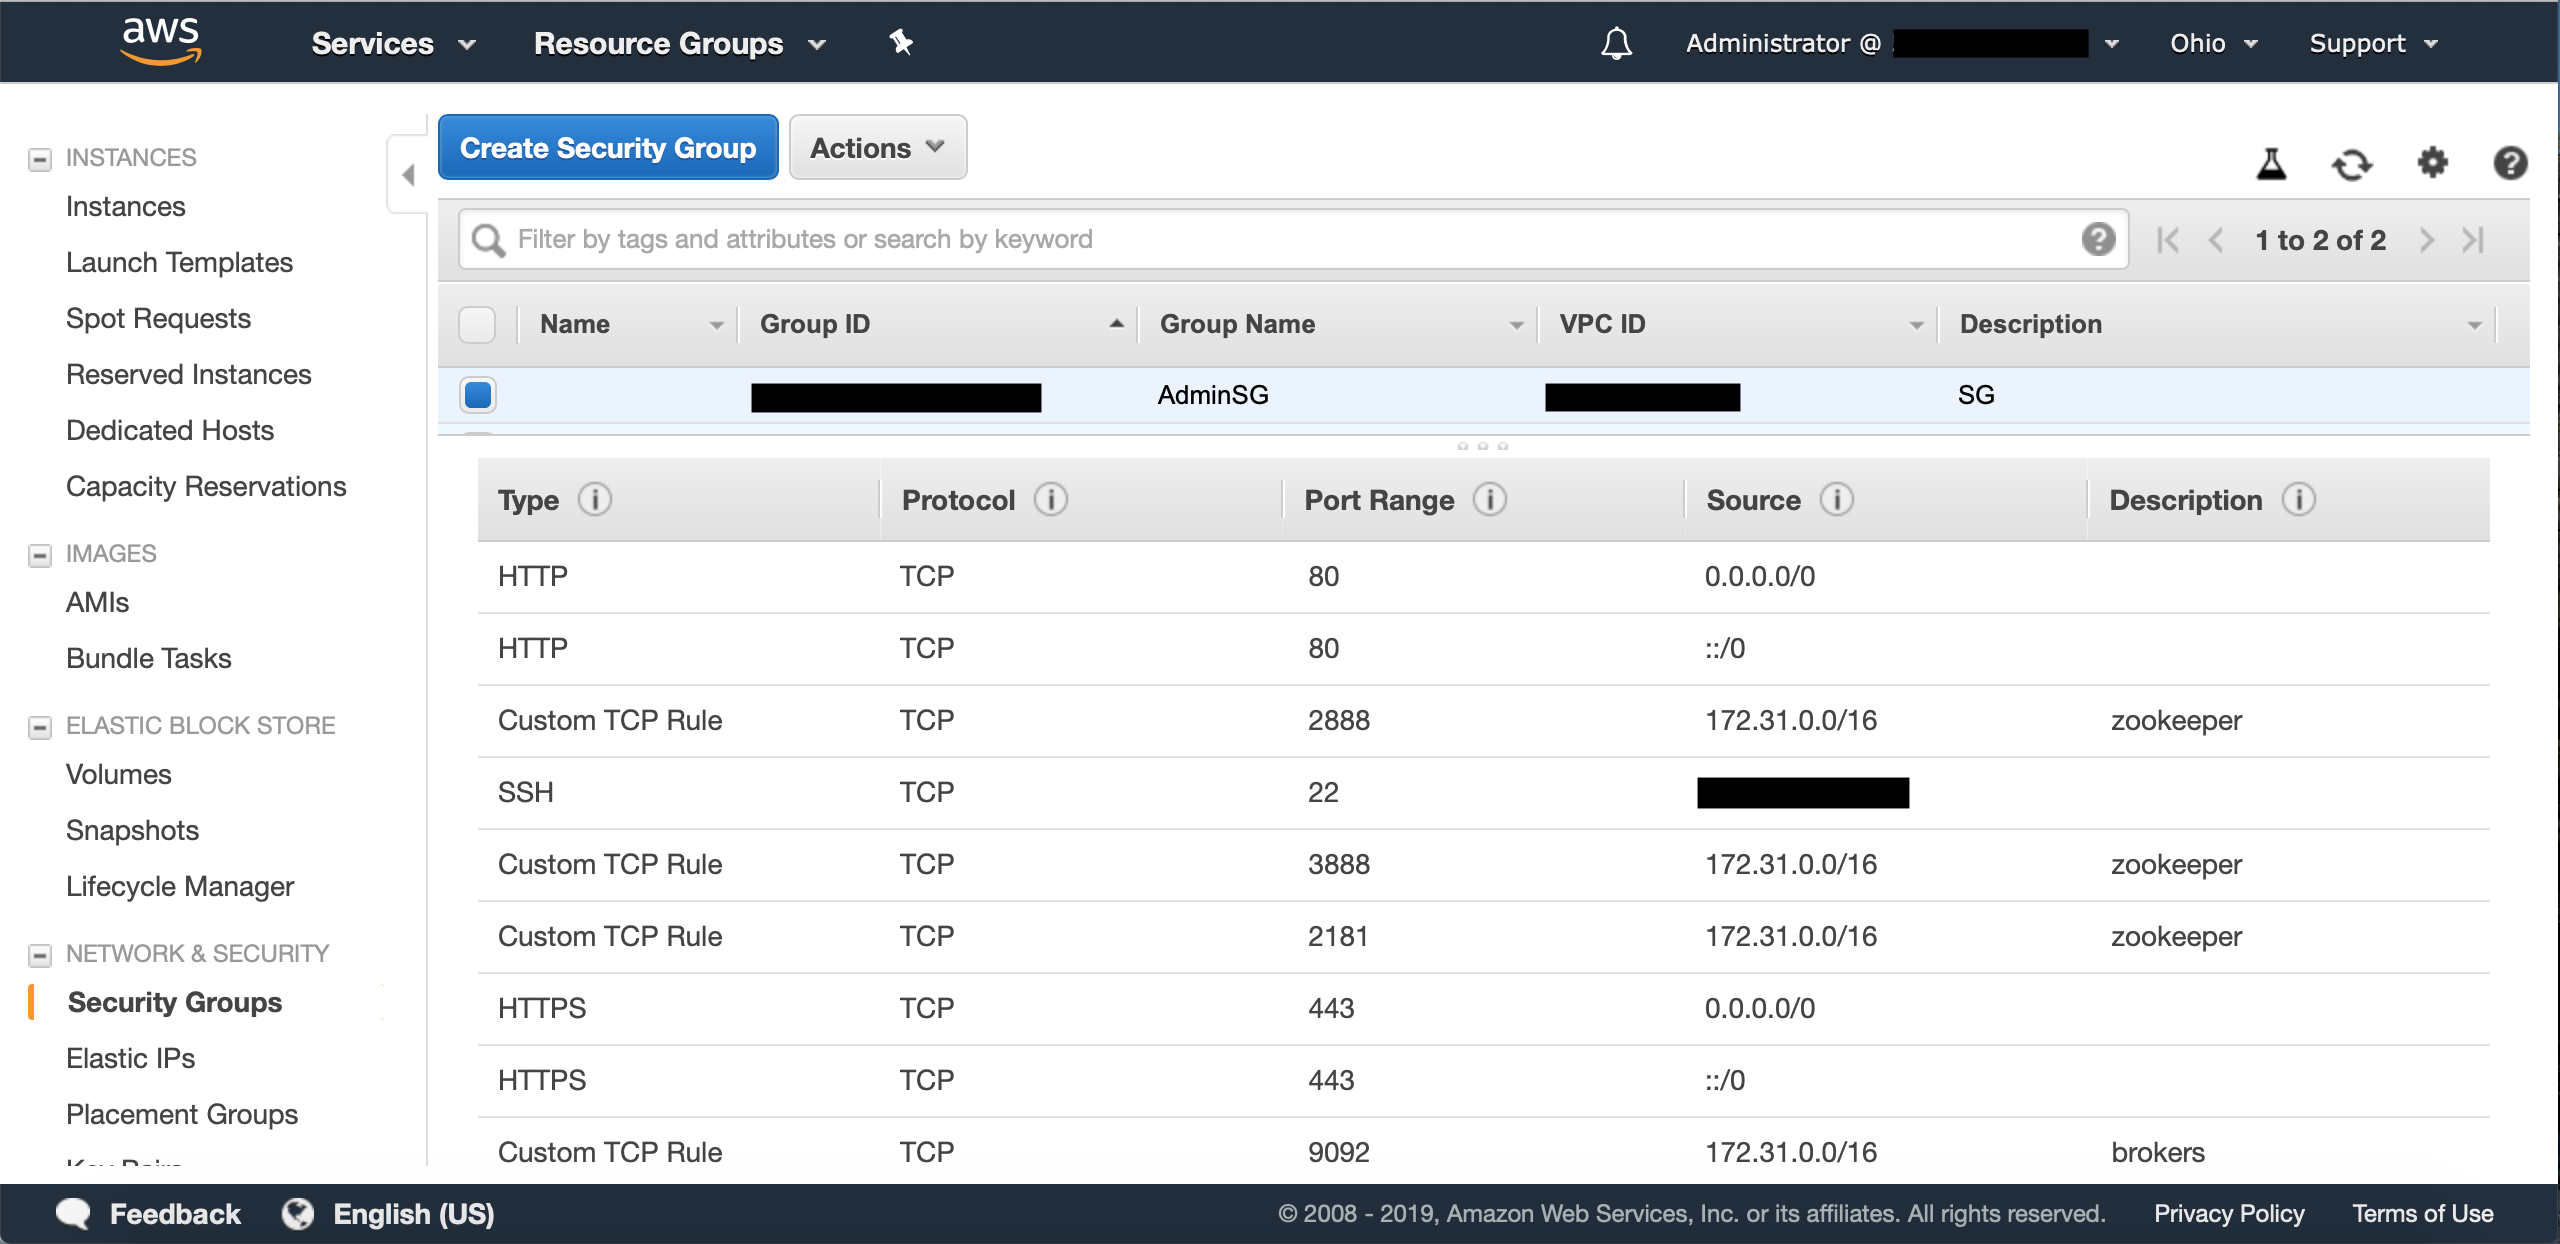 aws Services Resource Groups Administrator @ Ohio Support
INSTANCES
Instances
Launch Templates
Spot Requests
Reserved Instances
Dedicated Hosts
Capacity Reservations
IMAGES
AMIs
Bundle Tasks
ELASTIC BLOCK STORE
Volumes
Snapshots
Lifecycle Manager
NETWORK & SECURITY
Security Groups
Elastic IPs
Placement Groups
Key Pairs
Create Security Group Actions
Filter by tags and attributes or search by keyword 1 to 2 of 2
Name Group ID Group Name VPC ID Description
AdminSG SG
Type Protocol Port Range Source Description
HTTP TCP 80 0.0.0.0/0
HTTP TCP 80 ::/0
Custom TCP Rule TCP 2888 172.31.0.0/16 zookeeper
SSH TCP 22
Custom TCP Rule TCP 3888 172.31.0.0/16 zookeeper
Custom TCP Rule TCP 2181 172.31.0.0/16 zookeeper
HTTPS TCP 443 0.0.0.0/0
HTTPS TCP 443 ::/0
Custom TCP Rule TCP 9092 172.31.0.0/16 brokers
Feedback English (US) © 2008 - 2019, Amazon Web Services, Inc. or its affiliates. All rights reserved. Privacy Policy Terms of Use